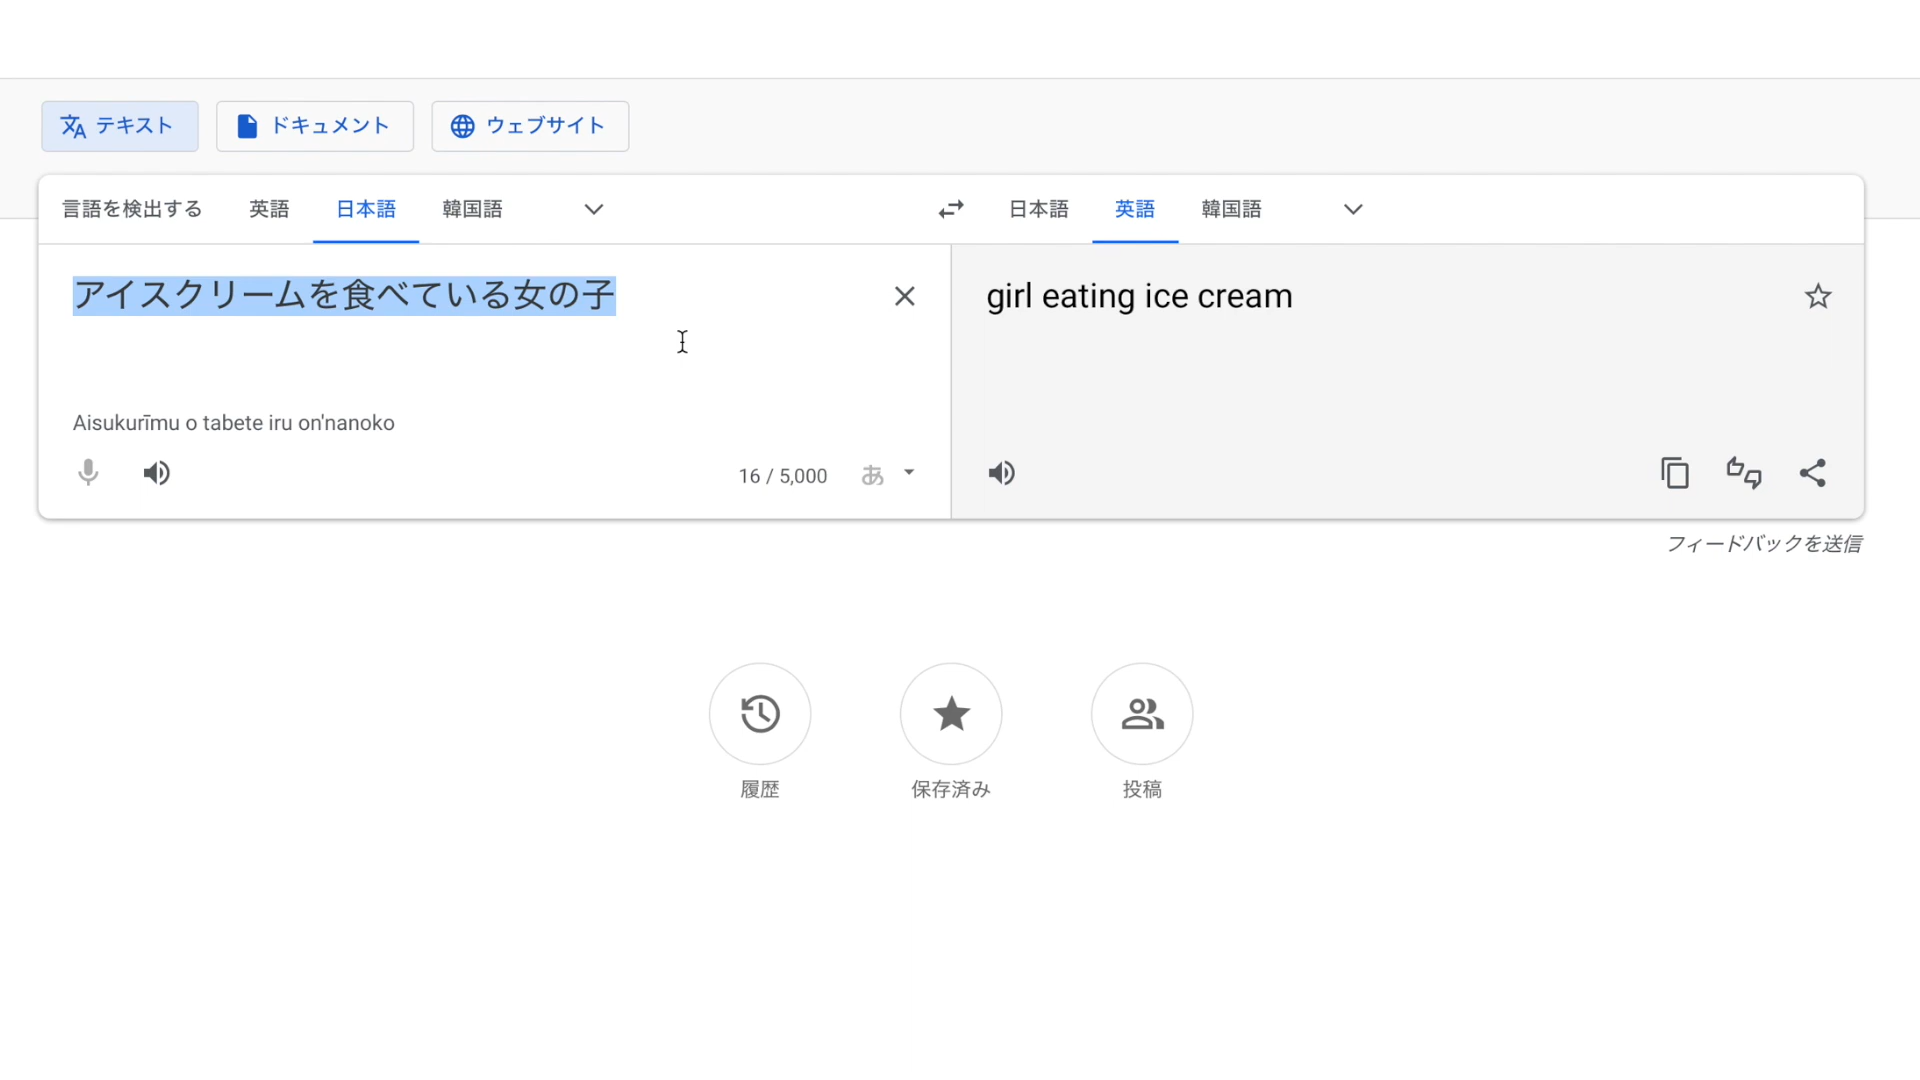 テキスト ドキュメント ウェブサイト
言語を検出する 英語 日本語 韓国語 日本語 英語 韓国語
アイスクリームを食べている女の子
girl eating ice cream
Aisukurīmu o tabete iru on'nanoko
16 / 5,000 あ
フィードバックを送信
履歴 保存済み 投稿